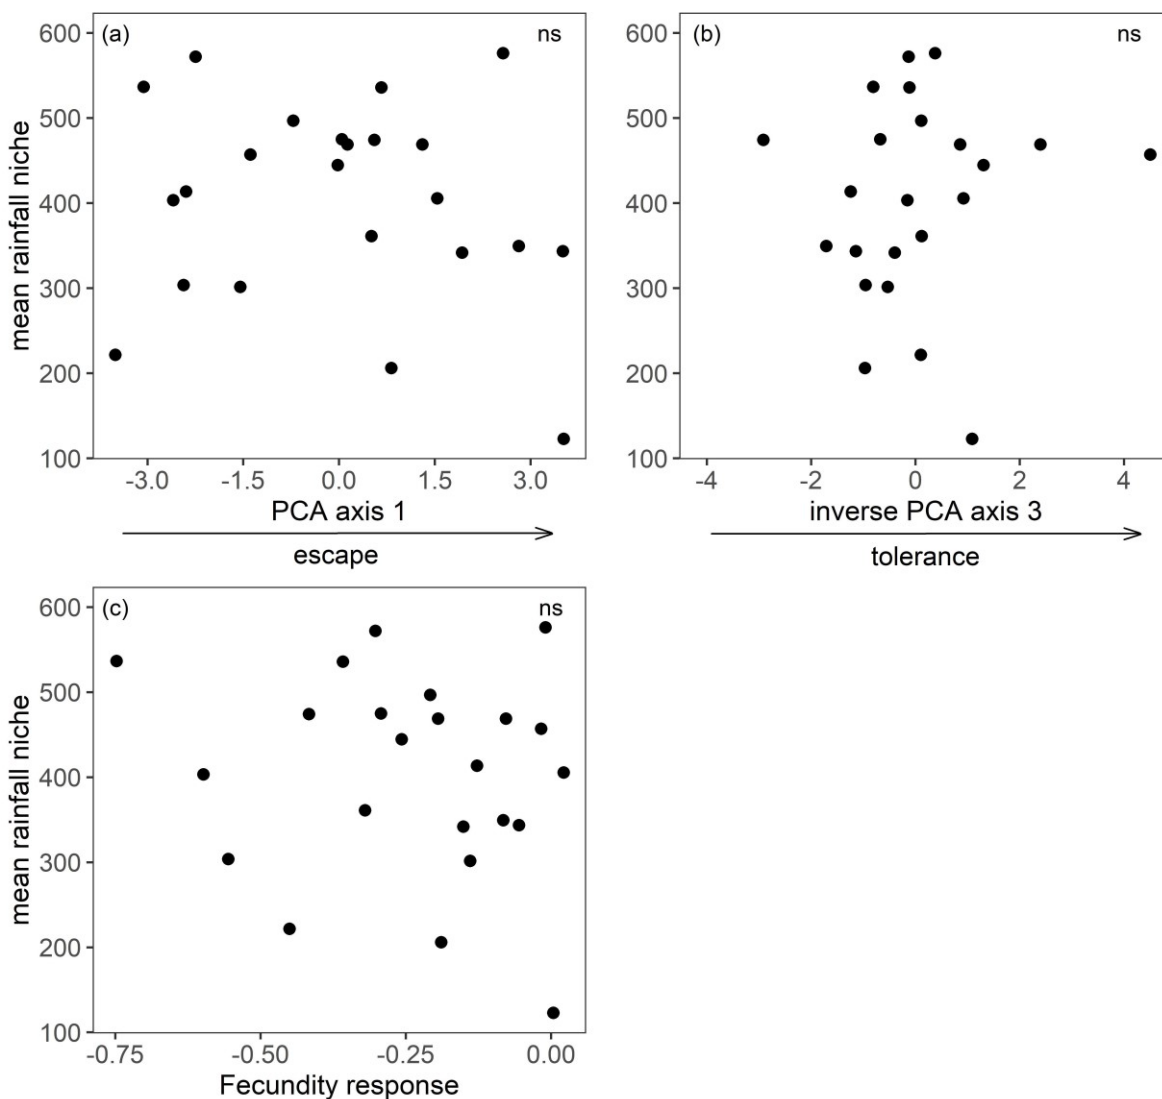 (a) ns
600
500
400
300
200
100
mean rainfall niche
-3.0 -1.5 0.0 1.5 3.0
PCA axis 1
escape
(b) ns
600
500
400
300
200
100
mean rainfall niche
-4 -2 0 2 4
inverse PCA axis 3
tolerance
(c) ns
600
500
400
300
200
100
mean rainfall niche
-0.75 -0.50 -0.25 0.00
Fecundity response